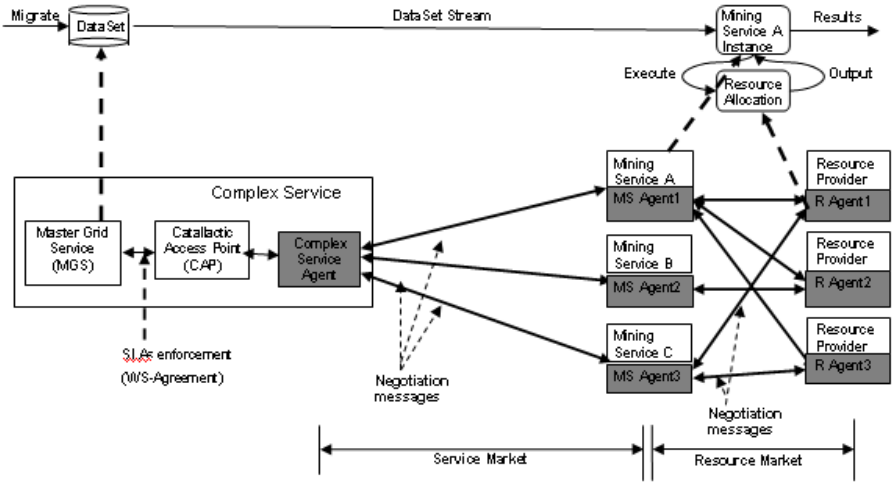 Migrate
DataSet
DataSet Stream
Mining
Service A
Instance
Results
Execute
Resource
Allocation
Output
Complex Service
Master Grid
Service
(MGS)
Catallactic
Access Point
(CAP)
Complex
Service
Agent
Mining
Service A
MS Agent1
Resource
Provider
R Agent1
Mining
Service B
MS Agent2
Resource
Provider
R Agent2
Mining
Service C
MS Agent3
Resource
Provider
R Agent3
SLAs enforcement
(WS-Agreement)
Negotiation
messages
Negotiation
messages
Service Market
Resource Market